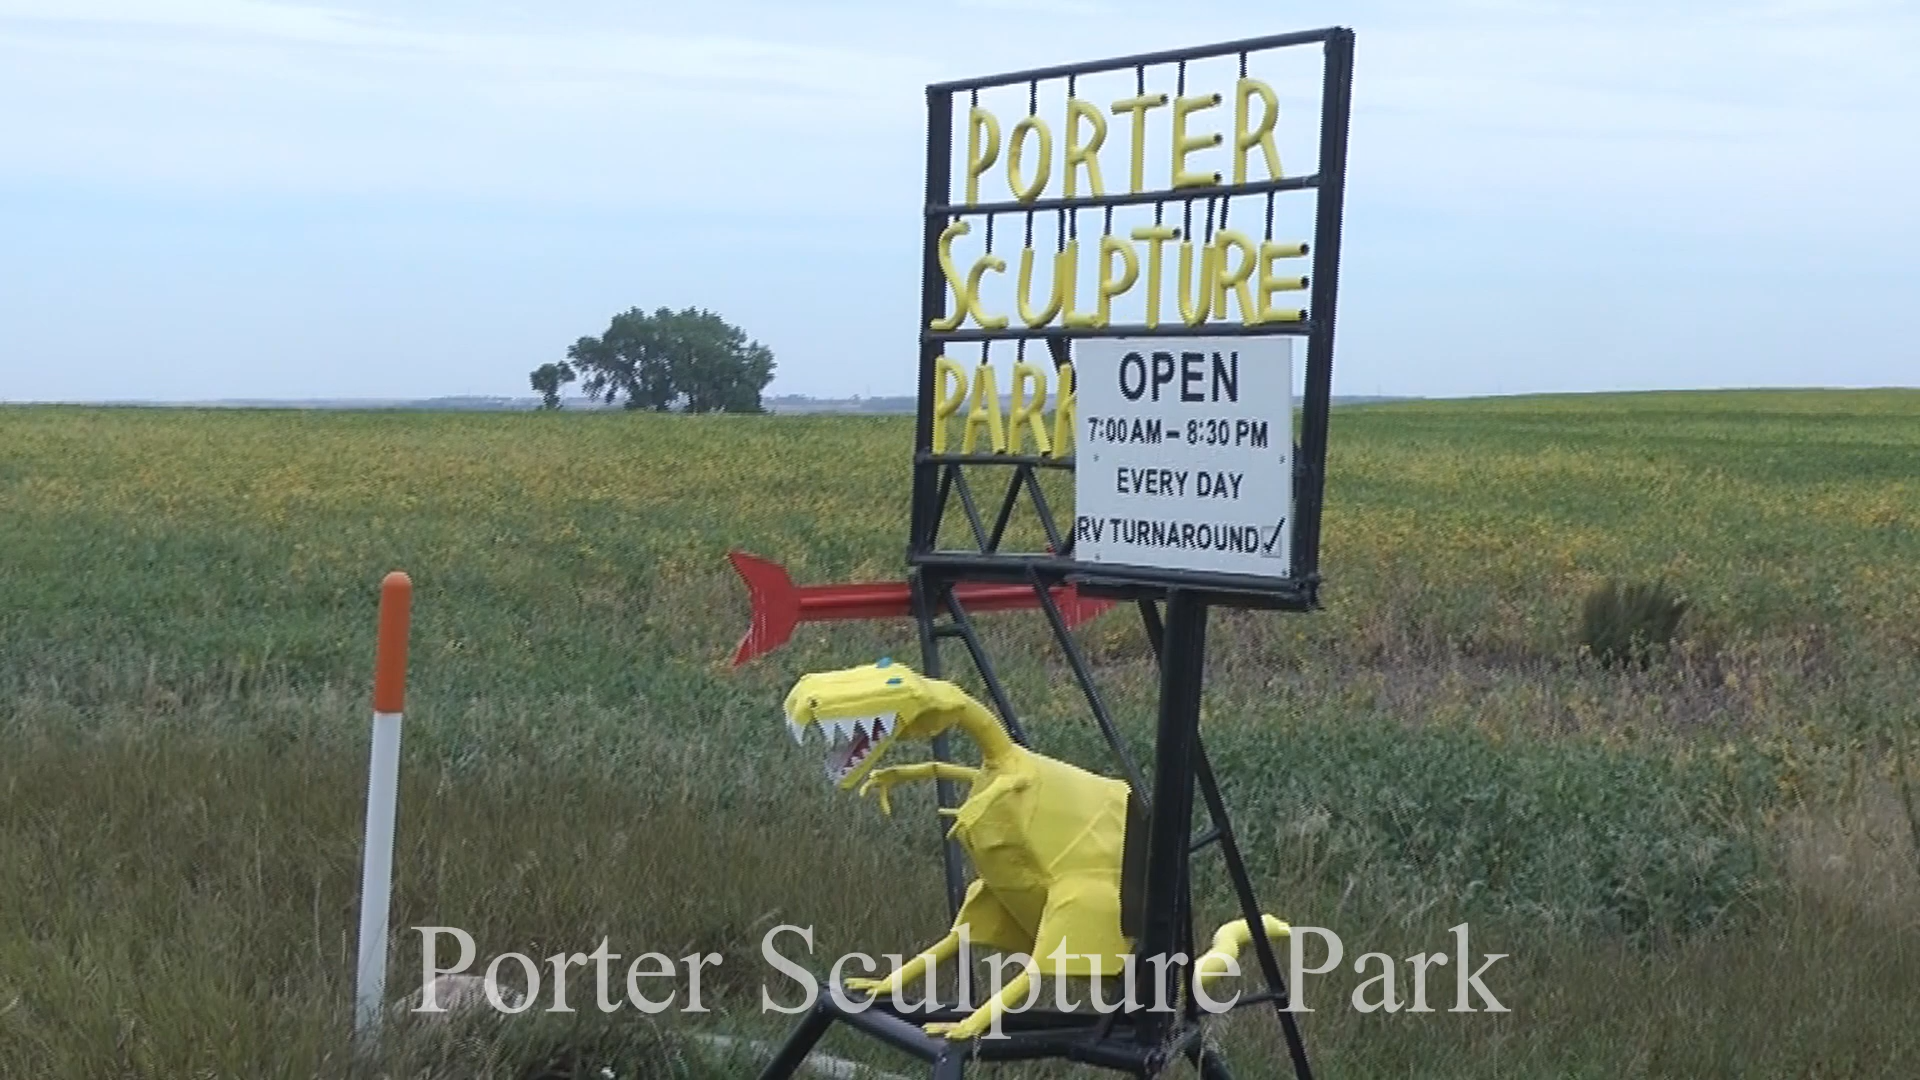 PORTER
SCULPTURE
PARK
OPEN
7:00 AM – 8:30 PM
EVERY DAY
RV TURNAROUND ✓
Porter Sculpture Park